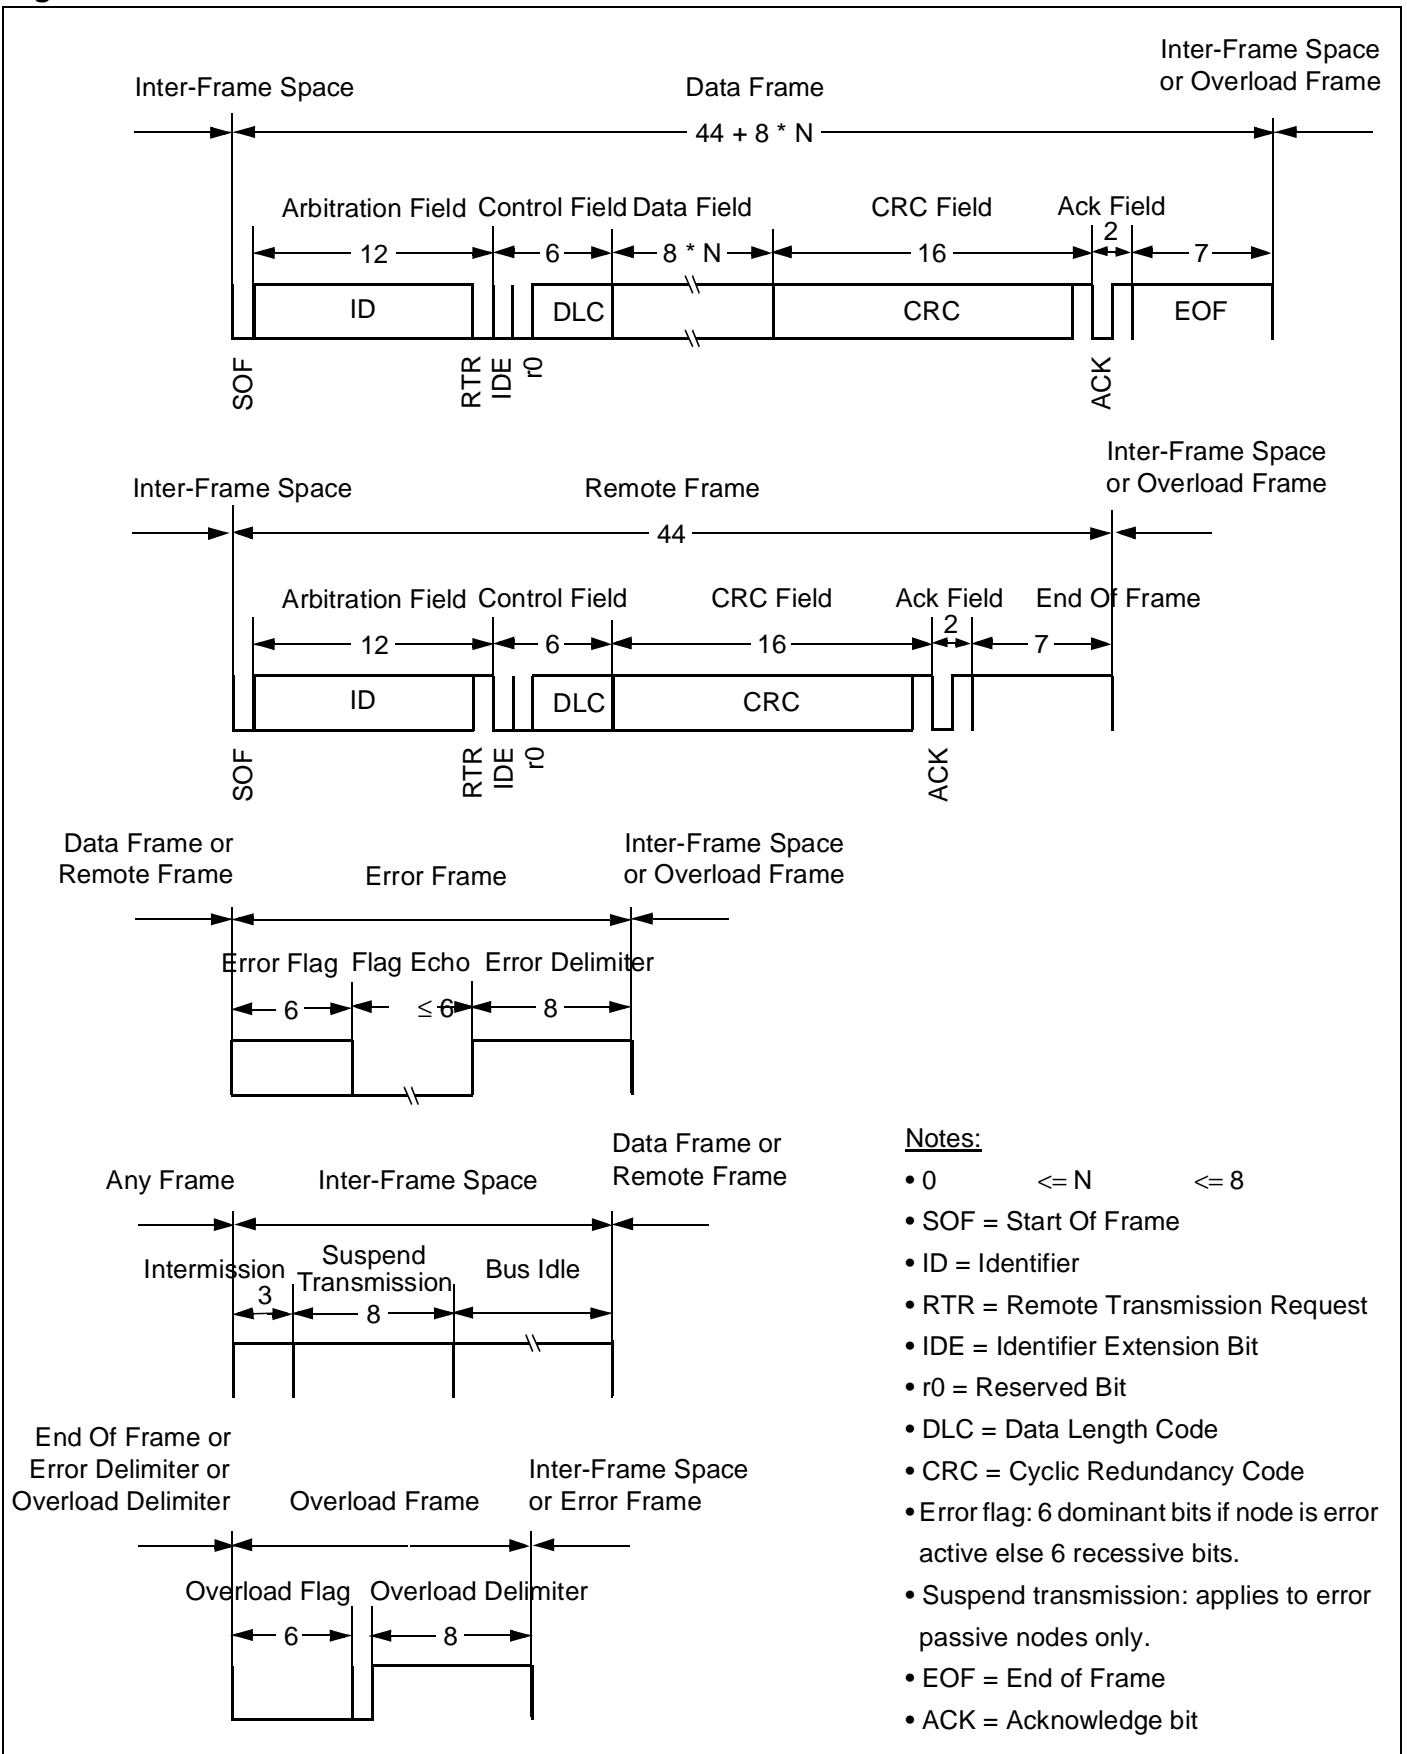 Inter-Frame Space
or Overload Frame
Inter-Frame Space
Data Frame
44 + 8 * N
Arbitration Field
Control Field
Data Field
CRC Field
Ack Field
12
6
8 * N
16
2
7
ID
DLC
CRC
EOF
SOF
RTR
IDE
r0
ACK
Inter-Frame Space
or Overload Frame
Inter-Frame Space
Remote Frame
44
Arbitration Field
Control Field
CRC Field
Ack Field
End Of Frame
12
6
16
2
7
ID
DLC
CRC
SOF
RTR
IDE
r0
ACK
Data Frame or
Remote Frame
Error Frame
Inter-Frame Space
or Overload Frame
Error Flag
Flag Echo
Error Delimiter
6
≤ 6
8
Any Frame
Inter-Frame Space
Data Frame or
Remote Frame
Intermission
Suspend
Transmission
Bus Idle
3
8
End Of Frame or
Error Delimiter or
Overload Delimiter
Overload Frame
Inter-Frame Space
or Error Frame
Overload Flag
Overload Delimiter
6
8
Notes:
• 0 <= N <= 8
• SOF = Start Of Frame
• ID = Identifier
• RTR = Remote Transmission Request
• IDE = Identifier Extension Bit
• r0 = Reserved Bit
• DLC = Data Length Code
• CRC = Cyclic Redundancy Code
• Error flag: 6 dominant bits if node is error
active else 6 recessive bits.
• Suspend transmission: applies to error
passive nodes only.
• EOF = End of Frame
• ACK = Acknowledge bit